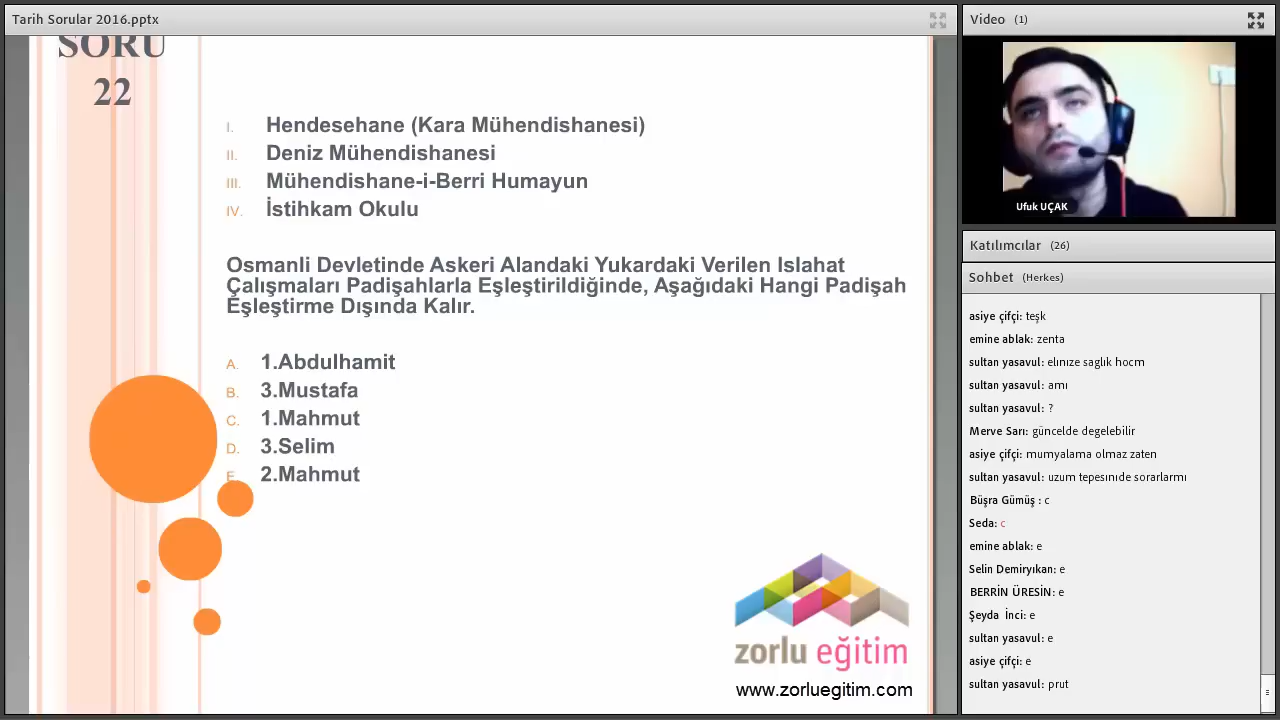 Tarih Sorular 2016.pptx
SORU
22
I. Hendesehane (Kara Mühendishanesi)
II. Deniz Mühendishanesi
III. Mühendishane-i-Berri Humayun
IV. İstihkam Okulu
Osmanli Devletinde Askeri Alandaki Yukardaki Verilen Islahat
Çalışmaları Padişahlarla Eşleştirildiğinde, Aşağıdaki Hangi Padişah
Eşleştirme Dışında Kalır.
A. 1.Abdulhamit
B. 3.Mustafa
C. 1.Mahmut
D. 3.Selim
E. 2.Mahmut
zorlu eğitim
www.zorluegitim.com
Video (1)
Ufuk UÇAK
Katılımcılar (26)
Sohbet (Herkes)
asiye çifçi: teşk
emine ablak: zenta
sultan yasavul: elınıze saglık hocm
sultan yasavul: amı
sultan yasavul: ?
Merve Sarı: güncelde degelebilir
asiye çifçi: mumyalama olmaz zaten
sultan yasavul: uzum tepesınıde sorarlarmı
Büşra Gümüş : c
Seda: c
emine ablak: e
Selin Demiryıkan: e
BERRİN ÜRESİN: e
Şeyda İnci: e
sultan yasavul: e
asiye çifçi: e
sultan yasavul: prut